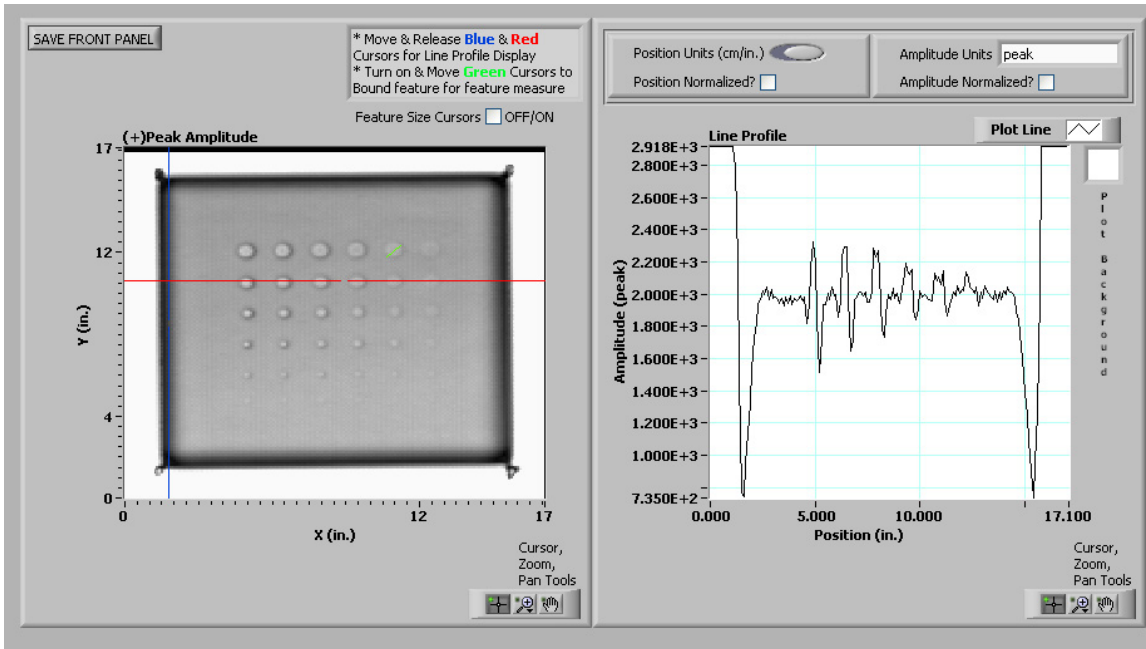 SAVE FRONT PANEL
* Move & Release Blue & Red
Cursors for Line Profile Display
* Turn on & Move Green Cursors to
Bound feature for feature measure
Feature Size Cursors OFF/ON
(+)Peak Amplitude
17
12
4
0
Y (in.)
0 12 17
X (in.)
Cursor,
Zoom,
Pan Tools
Position Units (cm/in.)
Position Normalized?
Amplitude Units peak
Amplitude Normalized?
Line Profile
Plot Line
2.918E+3
2.800E+3
2.600E+3
2.400E+3
2.200E+3
2.000E+3
1.800E+3
1.600E+3
1.400E+3
1.200E+3
1.000E+3
7.350E+2
Amplitude (peak)
0.000 5.000 10.000 17.100
Position (in.)
Plot Background
Cursor,
Zoom,
Pan Tools